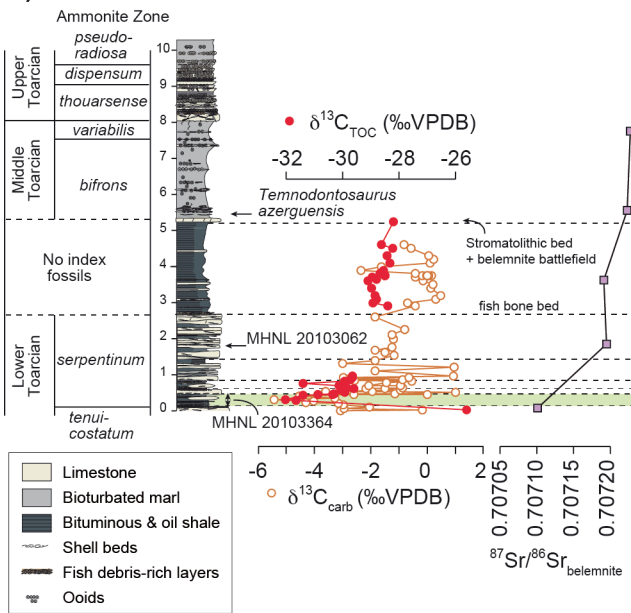 Ammonite Zone
pseudo-
radiosa
dispensum
thouarsense
variabilis
bifrons
No index
fossils
serpentinum
tenui-
costatum
Upper
Toarcian
Middle
Toarcian
Lower
Toarcian
10
9
8
7
6
5
4
3
2
1
0
δ13CTOC (‰VPDB)
-32 -30 -28 -26
Temnodontosaurus
azerguensis
Stromatolithic bed
+ belemnite battlefield
fish bone bed
MHNL 20103062
MHNL 20103364
-6 -4 -2 0 2
δ13Ccarb (‰VPDB)
0.70705
0.70710
0.70715
0.70720
87Sr/86Srbelemnite
Limestone
Bioturbated marl
Bituminous & oil shale
Shell beds
Fish debris-rich layers
Ooids